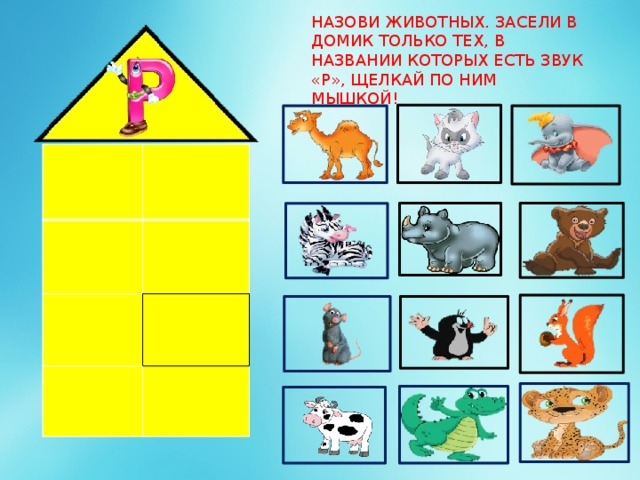 НАЗОВИ ЖИВОТНЫХ. ЗАСЕЛИ В
ДОМИК ТОЛЬКО ТЕХ, В
НАЗВАНИИ КОТОРЫХ ЕСТЬ ЗВУК
«Р», ЩЕЛКАЙ ПО НИМ
МЫШКОЙ!
Р